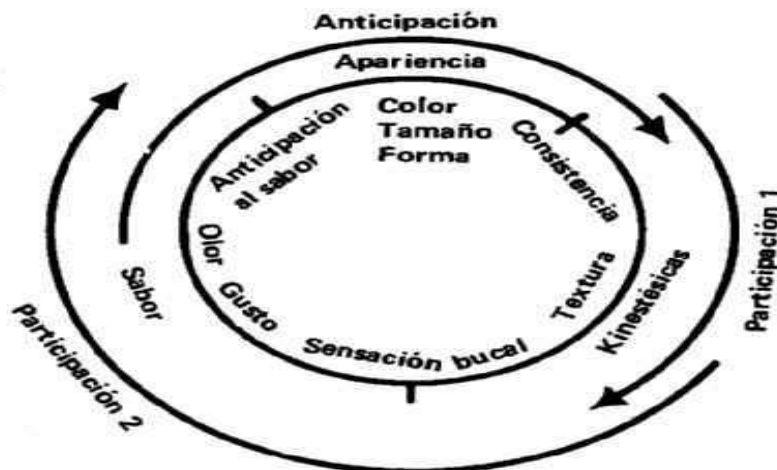 Anticipación
Apariencia
Color
Tamaño
Forma
Anticipación
al sabor
Consistencia
Olor
Gusto
Sensación bucal
Textura
Sabor
Kinestésicas
Participación 1
Participación 2